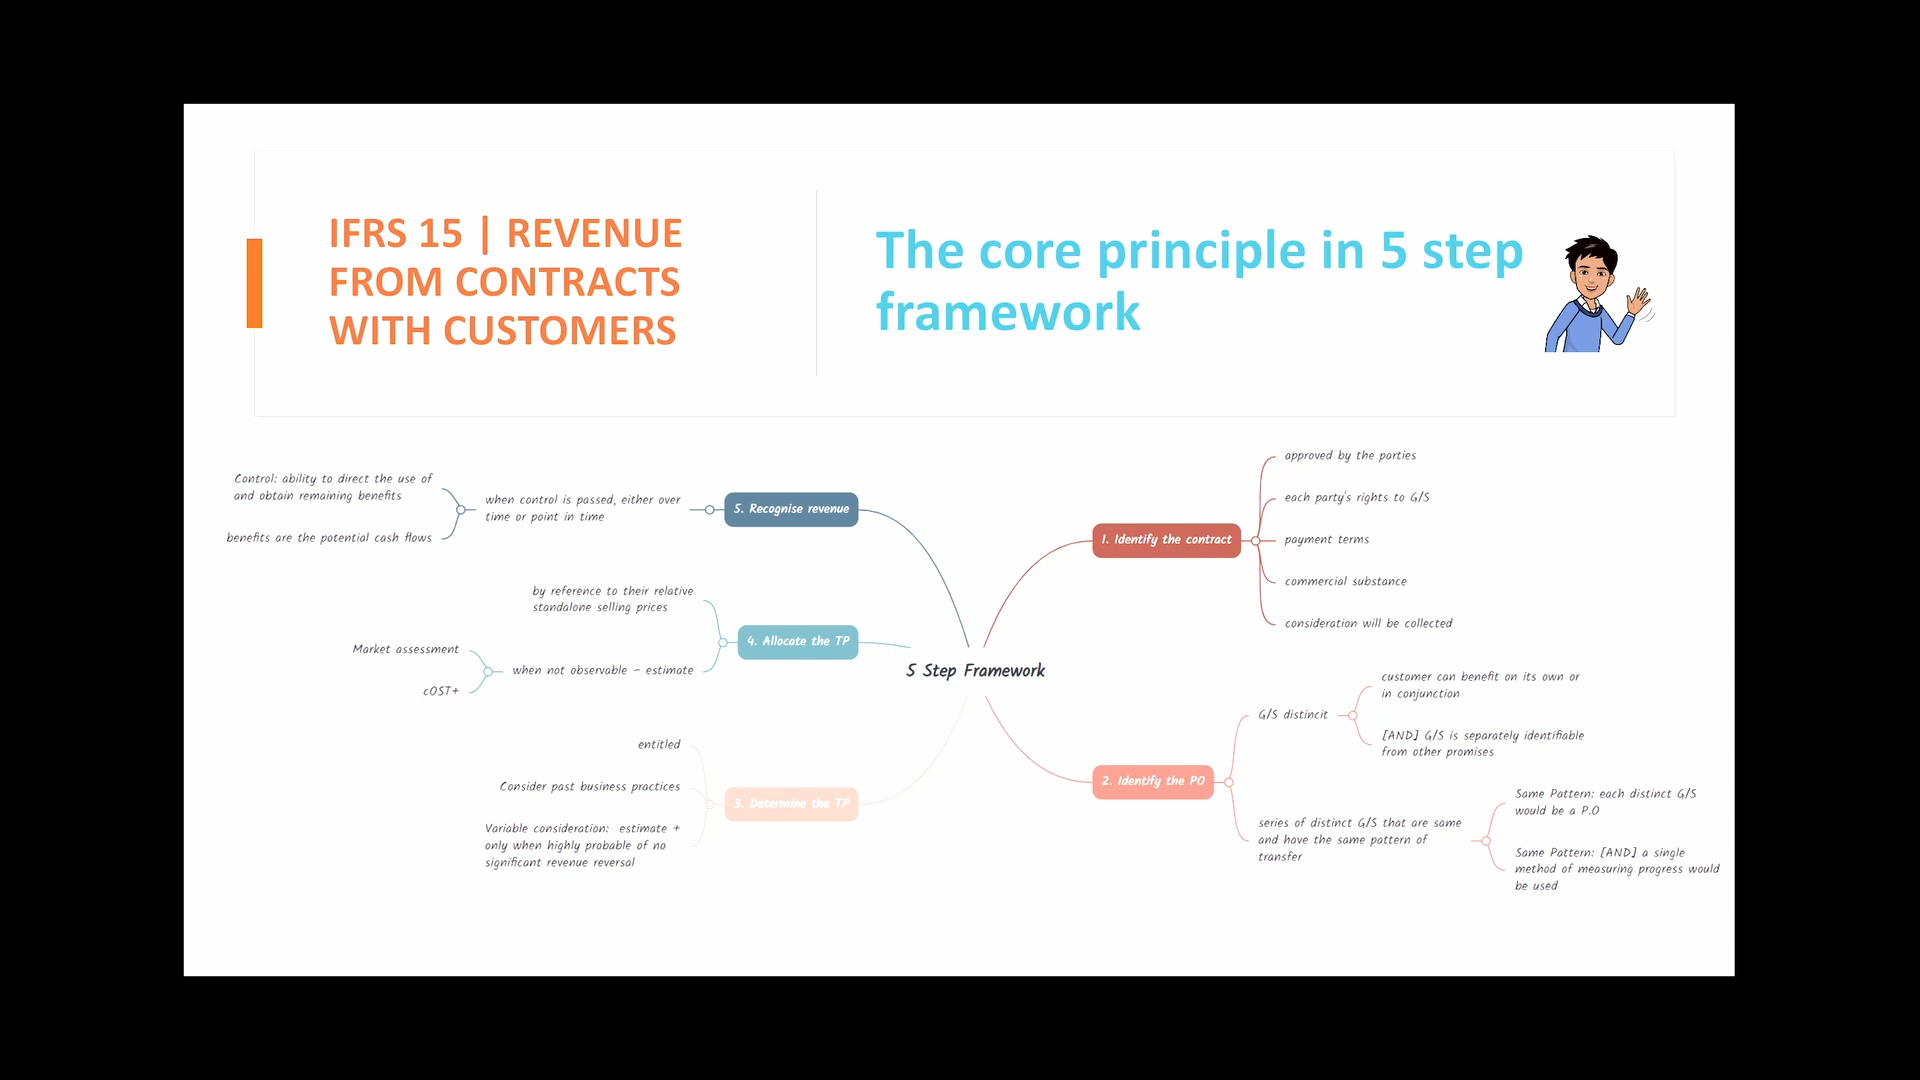 IFRS 15 | REVENUE
FROM CONTRACTS
WITH CUSTOMERS
The core principle in 5 step
framework
Control: ability to direct the use of
and obtain remaining benefits
benefits are the potential cash flows
when control is passed, either over
time or point in time
5. Recognise revenue
by reference to their relative
standalone selling prices
Market assessment
cOST+
when not observable - estimate
4. Allocate the TP
entitled
Consider past business practices
Variable consideration: estimate +
only when highly probable of no
significant revenue reversal
3. Determine the TP
5 Step Framework
1. Identify the contract
approved by the parties
each party's rights to G/S
payment terms
commercial substance
consideration will be collected
2. Identify the PO
G/S distincit
customer can benefit on its own or
in conjunction
[AND] G/S is separately identifiable
from other promises
series of distinct G/S that are same
and have the same pattern of
transfer
Same Pattern: each distinct G/S
would be a P.O
Same Pattern: [AND] a single
method of measuring progress would
be used